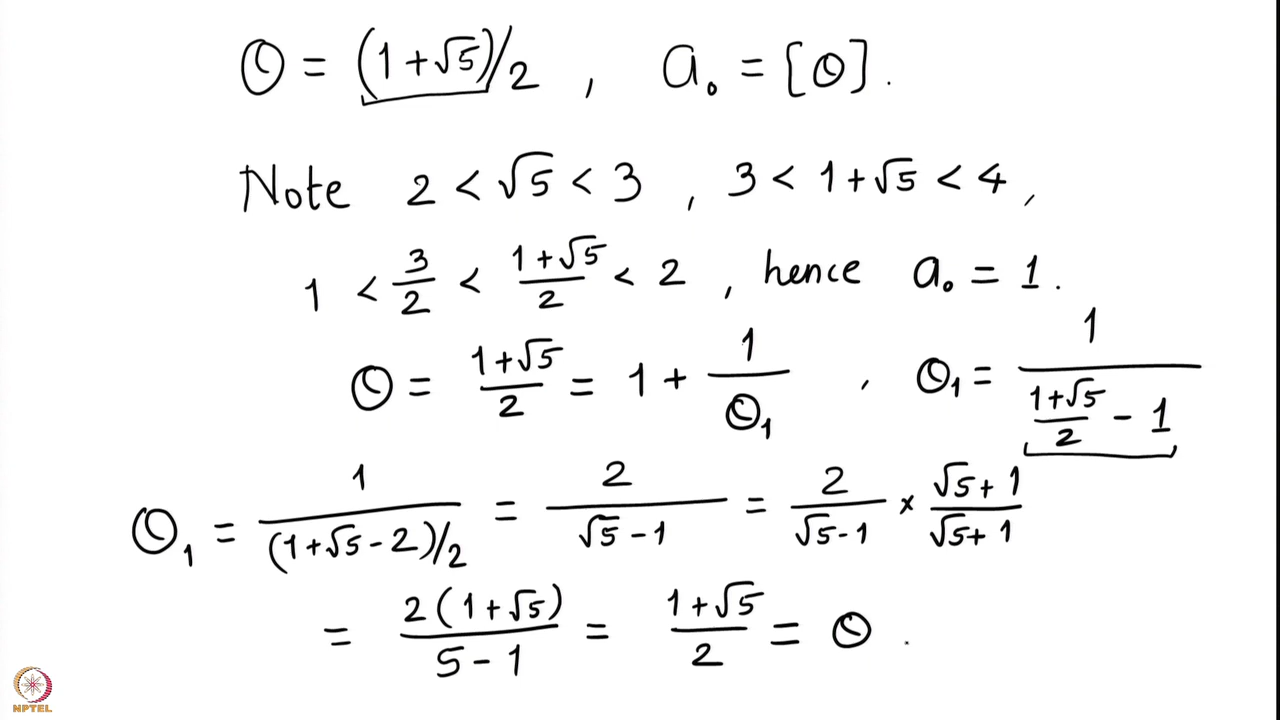 Θ = (1+√5)/2 , a₀ = [Θ].
Note 2 < √5 < 3 , 3 < 1+√5 < 4 ,
1 < 3/2 < (1+√5)/2 < 2 , hence a₀ = 1.
Θ = (1+√5)/2 = 1 + 1/Θ₁ , Θ₁ = 1/((1+√5)/2 - 1)
Θ₁ = 1/((1+√5-2)/2) = 2/(√5-1) = 2/(√5-1) × (√5+1)/(√5+1)
= 2(1+√5)/(5-1) = (1+√5)/2 = Θ .
NPTEL